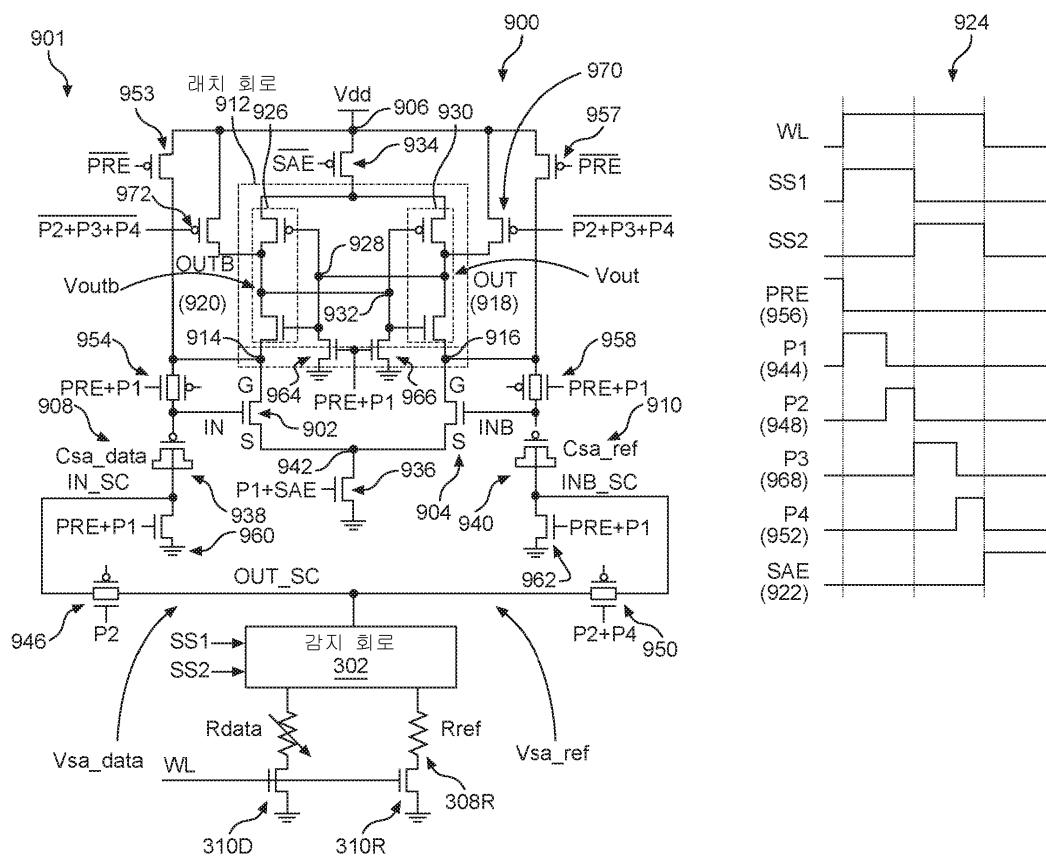 901
900
924
953
래치 회로
912
926
Vdd
906
930
970
957
PRE
SAE
934
PRE
972
P2+P3+P4
P2+P3+P4
928
OUTB
OUT
Voutb
Vout
(920)
932
(918)
914
916
954
958
964
966
PRE+P1
PRE+P1
PRE+P1
908
910
G
G
IN
902
INB
S
S
Csa_data
942
936
904
Csa_ref
IN_SC
INB_SC
P1+SAE
938
940
PRE+P1
960
PRE+P1
962
OUT_SC
946
P2
P2+P4
950
SS1
SS2
감지 회로
302
Rdata
Rref
Vsa_data
Vsa_ref
WL
308R
310D
310R
WL
SS1
SS2
PRE
(956)
P1
(944)
P2
(948)
P3
(968)
P4
(952)
SAE
(922)